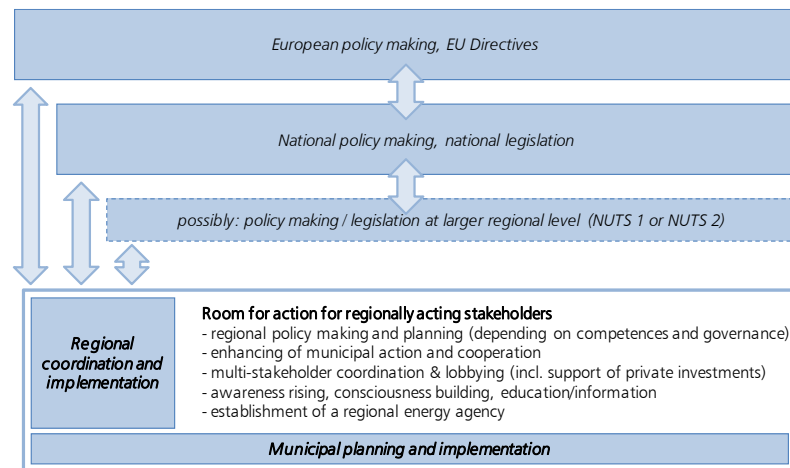 European policy making, EU Directives
National policy making, national legislation
possibly: policy making / legislation at larger regional level (NUTS 1 or NUTS 2)
Regional
coordination and
implementation
Room for action for regionally acting stakeholders
- regional policy making and planning (depending on competences and governance)
- enhancing of municipal action and cooperation
- multi-stakeholder coordination & lobbying (incl. support of private investments)
- awareness rising, consciousness building, education/information
- establishment of a regional energy agency
Municipal planning and implementation